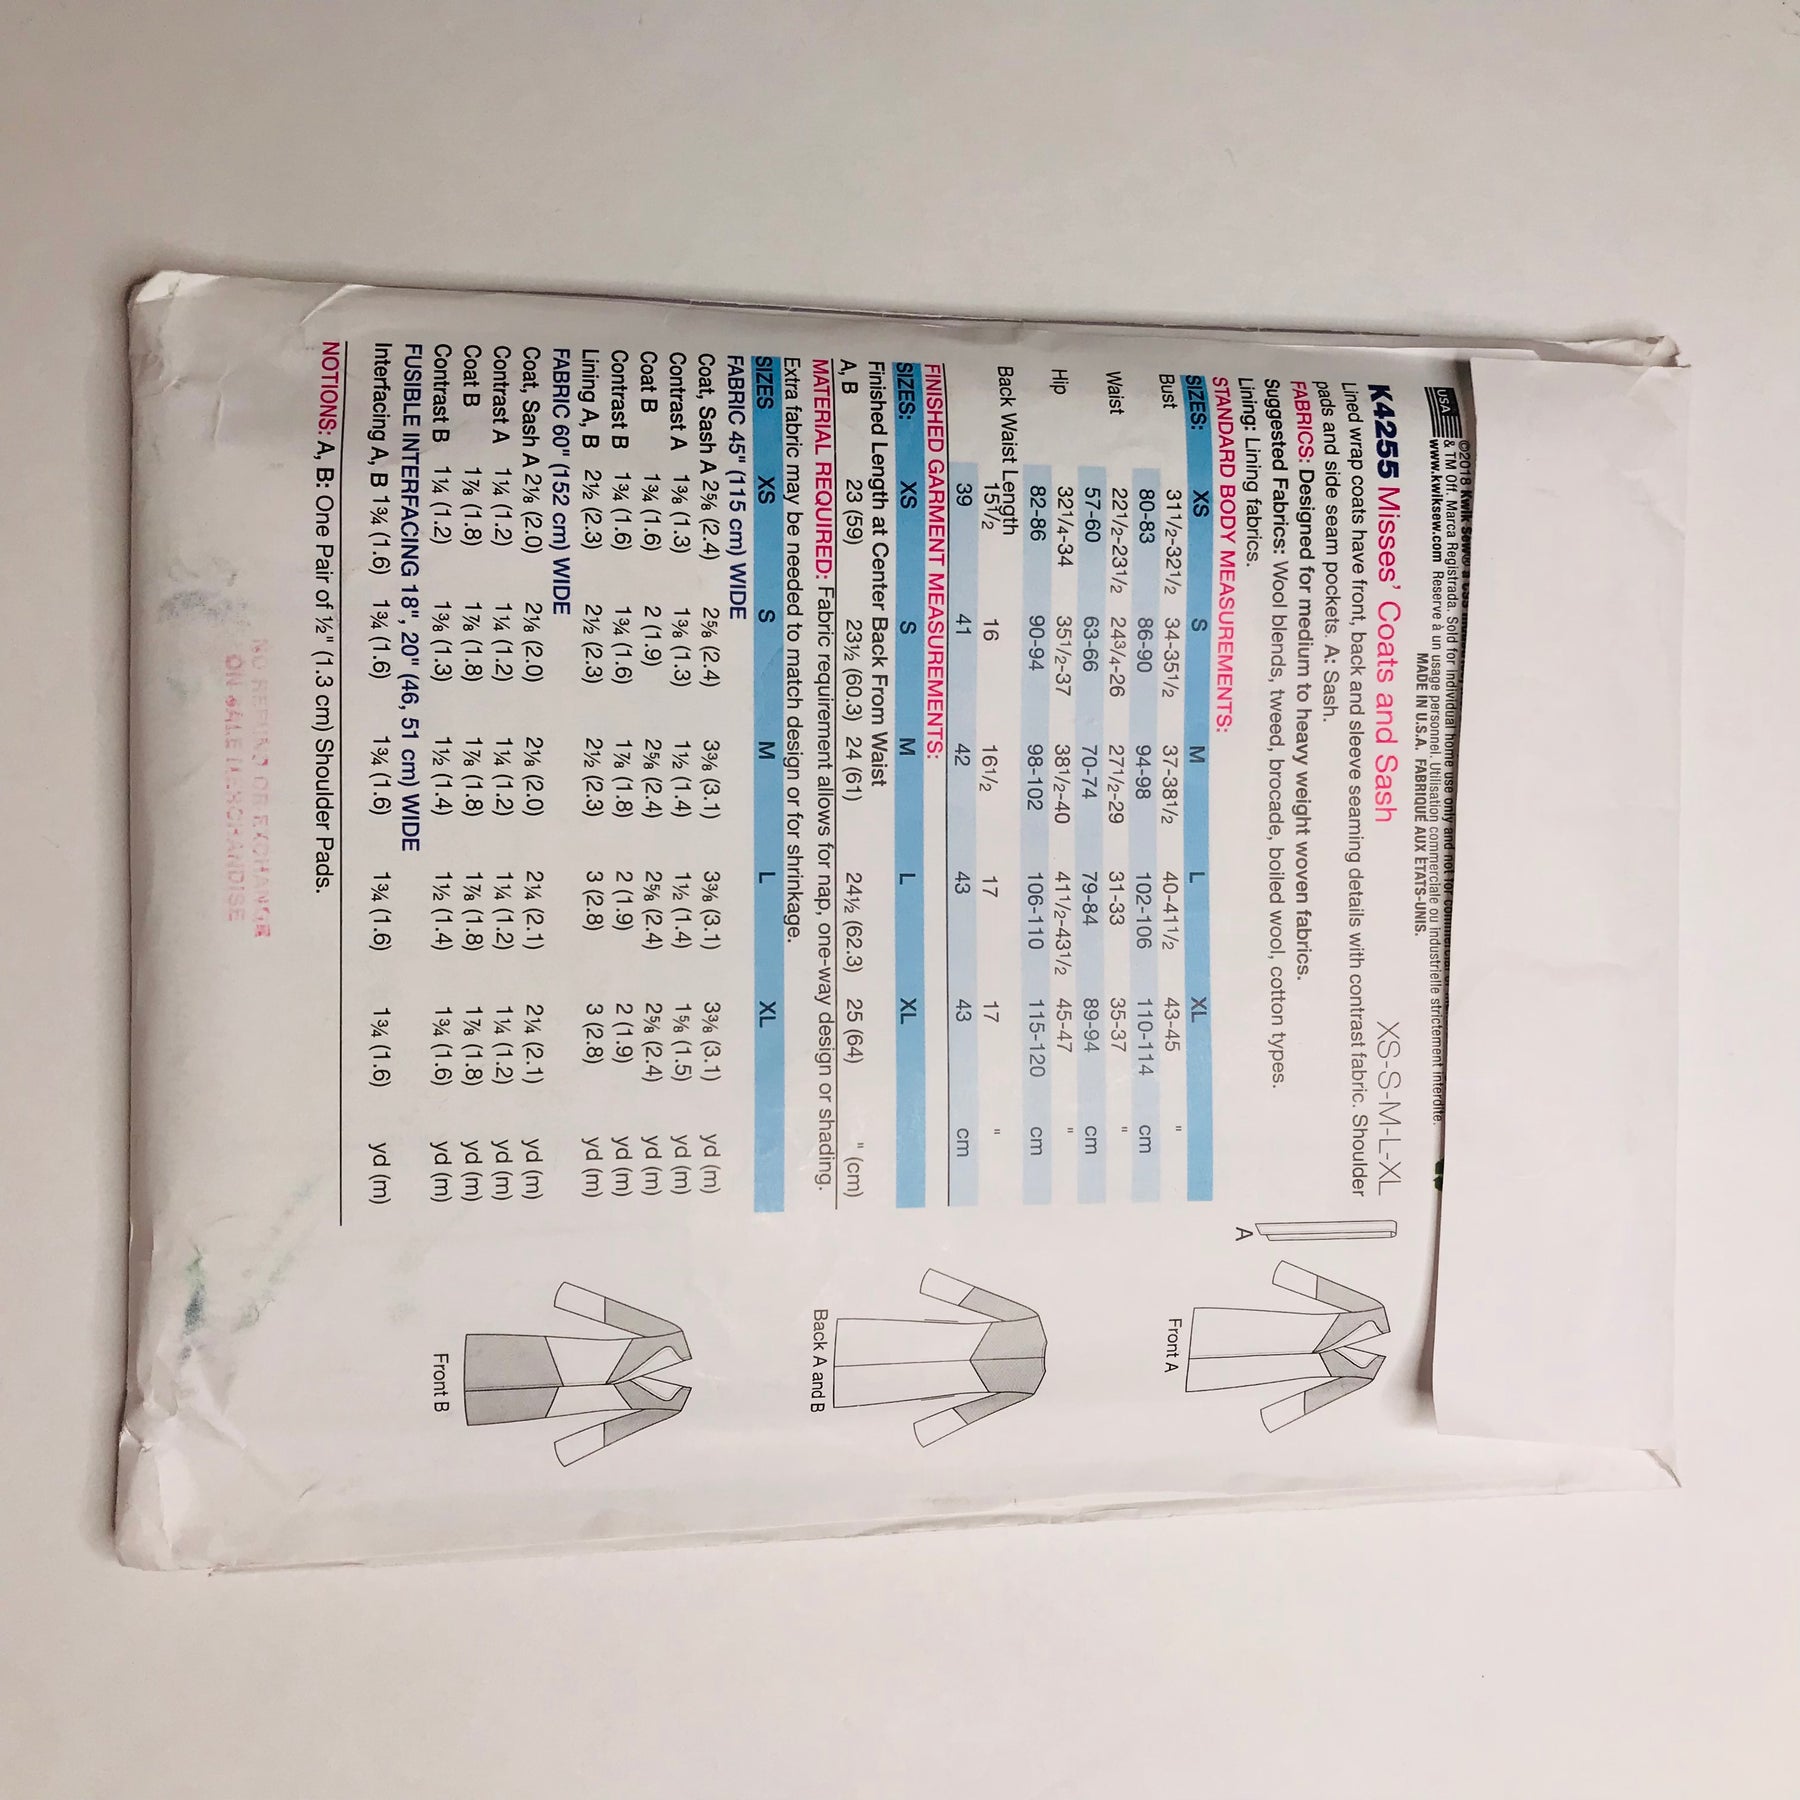 ©2018 Kwik Sew®
USA & TM Off. Marca Registrada. Sold for individual home use only and not for commercial
www.kwiksew.com Reserve à un usage personnel. Utilisation commerciale ou industrielle strictement interdite.
MADE IN U.S.A. FABRIQUÉ AUX ÉTATS-UNIS.
K4255 Misses' Coats and Sash XS-S-M-L-XL
Lined wrap coats have front, back and sleeve seaming details with contrast fabric. Shoulder
pads and side seam pockets. A: Sash.
FABRICS: Designed for medium to heavy weight woven fabrics.
Suggested Fabrics: Wool blends, tweed, brocade, boiled wool, cotton types.
Lining: Lining fabrics.
STANDARD BODY MEASUREMENTS:
SIZES: XS S M L XL
Bust 311/2-321/2 34-351/2 37-381/2 40-411/2 43-45 "
80-83 86-90 94-98 102-106 110-114 cm
Waist 221/2-231/2 243/4-26 271/2-29 31-33 35-37 "
57-60 63-66 70-74 79-84 89-94 cm
Hip 321/4-34 351/2-37 381/2-40 411/2-431/2 45-47 "
82-86 90-94 98-102 106-110 115-120 cm
Back Waist Length
151/2 16 161/2 17 17 "
39 41 42 43 43 cm
FINISHED GARMENT MEASUREMENTS:
SIZES: XS S M L XL
Finished Length at Center Back From Waist
A, B 23 (59) 23½ (60.3) 24 (61) 24½ (62.3) 25 (64) " (cm)
MATERIAL REQUIRED: Fabric requirement allows for nap, one-way design or shading.
Extra fabric may be needed to match design or for shrinkage.
SIZES XS S M L XL
FABRIC 45" (115 cm) WIDE
Coat, Sash A 2⅝ (2.4) 2⅝ (2.4) 3⅜ (3.1) 3⅜ (3.1) 3⅜ (3.1) yd (m)
Contrast A 1⅜ (1.3) 1⅜ (1.3) 1½ (1.4) 1½ (1.4) 1⅝ (1.5) yd (m)
Coat B 1¾ (1.6) 2 (1.9) 2⅝ (2.4) 2⅝ (2.4) 2⅝ (2.4) yd (m)
Contrast B 1¾ (1.6) 1¾ (1.6) 1⅞ (1.8) 2 (1.9) 2 (1.9) yd (m)
Lining A, B 2½ (2.3) 2½ (2.3) 2½ (2.3) 3 (2.8) 3 (2.8) yd (m)
FABRIC 60" (152 cm) WIDE
Coat, Sash A 2⅛ (2.0) 2⅛ (2.0) 2⅛ (2.0) 2¼ (2.1) 2¼ (2.1) yd (m)
Contrast A 1¼ (1.2) 1¼ (1.2) 1¼ (1.2) 1¼ (1.2) 1¼ (1.2) yd (m)
Coat B 1⅞ (1.8) 1⅞ (1.8) 1⅞ (1.8) 1⅞ (1.8) 1⅞ (1.8) yd (m)
Contrast B 1¼ (1.2) 1⅜ (1.3) 1½ (1.4) 1½ (1.4) 1¾ (1.6) yd (m)
FUSIBLE INTERFACING 18", 20" (46, 51 cm) WIDE
Interfacing A, B 1¾ (1.6) 1¾ (1.6) 1¾ (1.6) 1¾ (1.6) 1¾ (1.6) yd (m)
NOTIONS: A, B: One Pair of ½" (1.3 cm) Shoulder Pads.
NO REFUND OR EXCHANGE
ON SALE MERCHANDISE
A
Front A
Back A and B
Front B